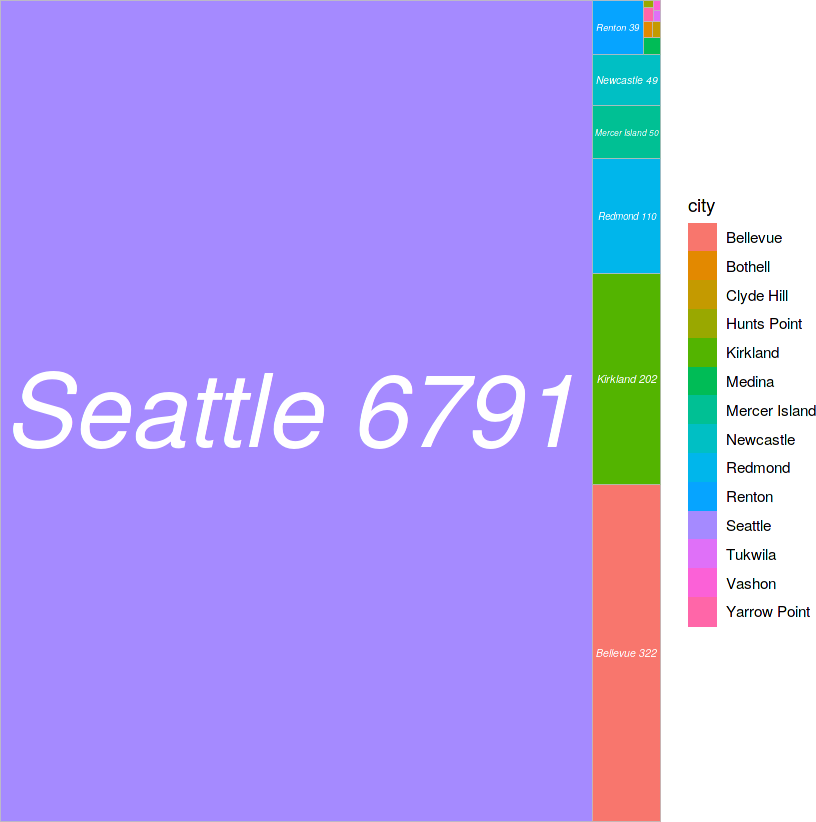 Seattle 6791
Renton 39
Newcastle 49
Mercer Island 50
Redmond 110
Kirkland 202
Bellevue 322
city
Bellevue
Bothell
Clyde Hill
Hunts Point
Kirkland
Medina
Mercer Island
Newcastle
Redmond
Renton
Seattle
Tukwila
Vashon
Yarrow Point